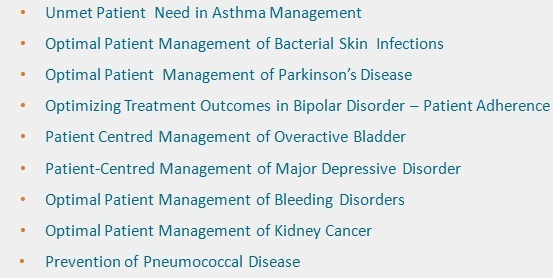 • Unmet Patient Need in Asthma Management
• Optimal Patient Management of Bacterial Skin Infections
• Optimal Patient Management of Parkinson's Disease
• Optimizing Treatment Outcomes in Bipolar Disorder – Patient Adherence
• Patient Centred Management of Overactive Bladder
• Patient-Centred Management of Major Depressive Disorder
• Optimal Patient Management of Bleeding Disorders
• Optimal Patient Management of Kidney Cancer
• Prevention of Pneumococcal Disease